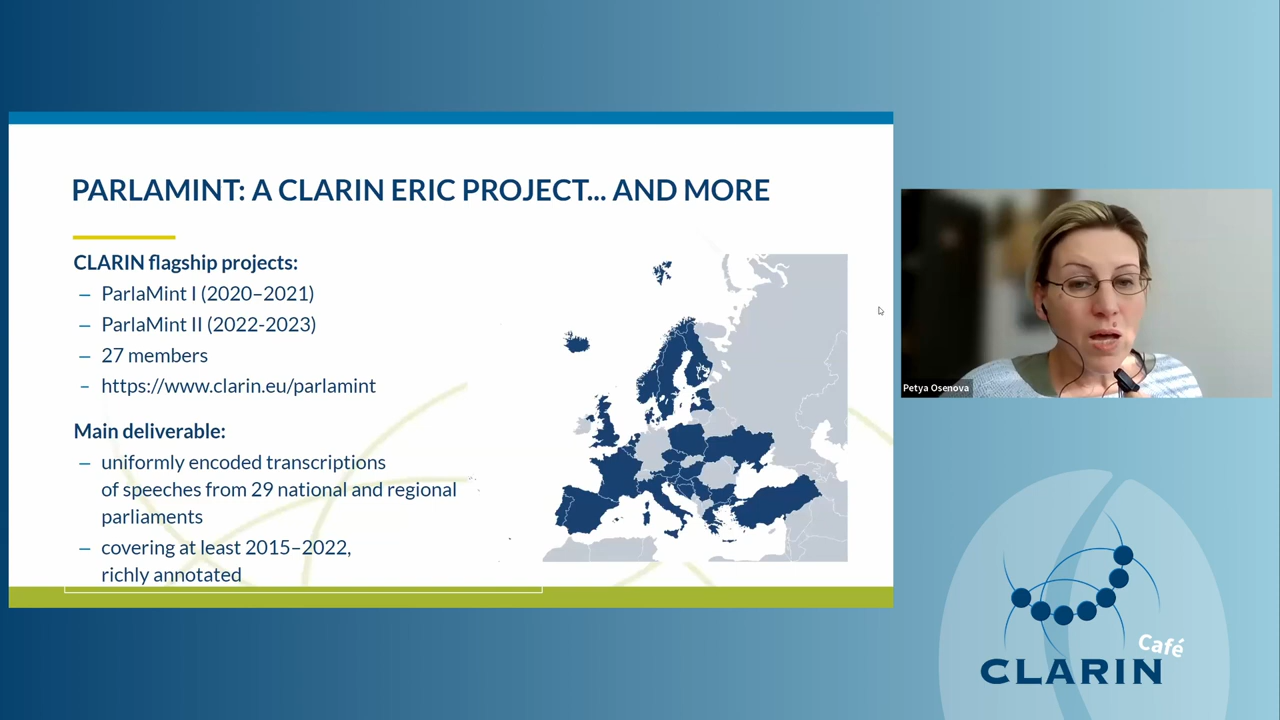 PARLAMINT: A CLARIN ERIC PROJECT... AND MORE
CLARIN flagship projects:
– ParlaMint I (2020–2021)
– ParlaMint II (2022-2023)
– 27 members
– https://www.clarin.eu/parlamint
Main deliverable:
– uniformly encoded transcriptions
of speeches from 29 national and regional
parliaments
– covering at least 2015–2022,
richly annotated
Petya Osenova
Café
CLARIN